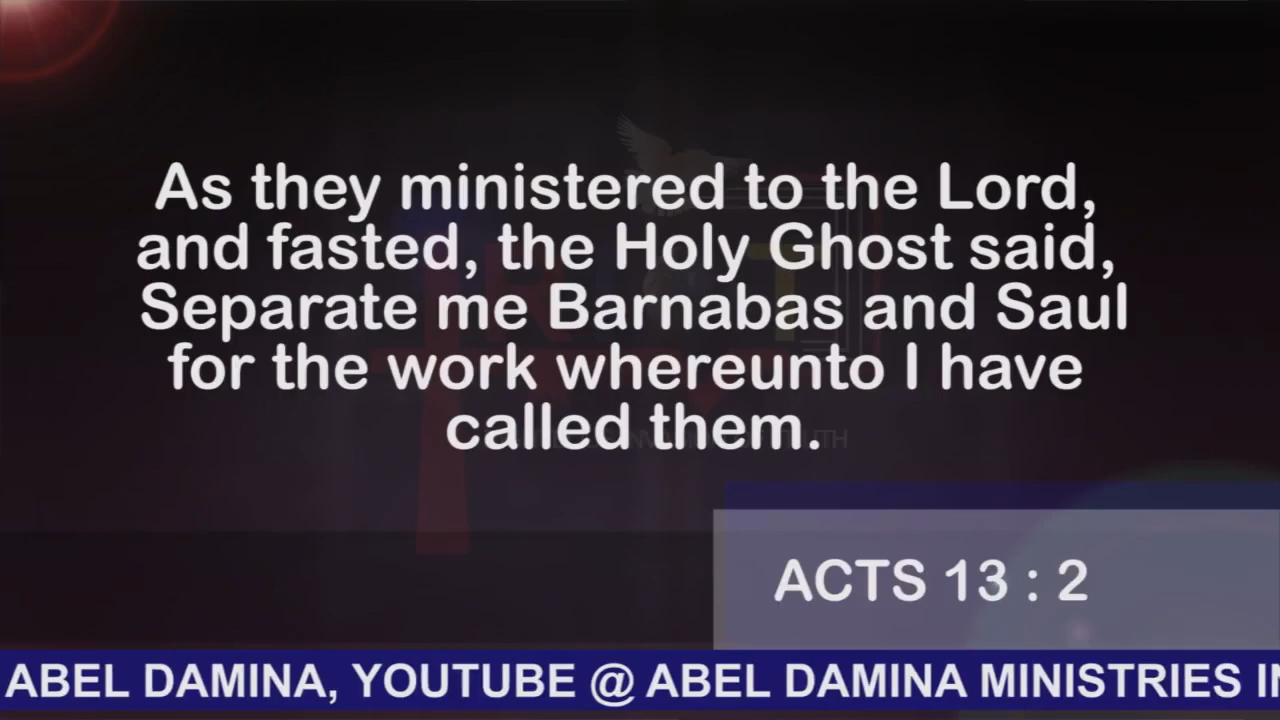 As they ministered to the Lord,
and fasted, the Holy Ghost said,
Separate me Barnabas and Saul
for the work whereunto I have
called them.
ACTS 13 : 2
ABEL DAMINA, YOUTUBE @ ABEL DAMINA MINISTRIES